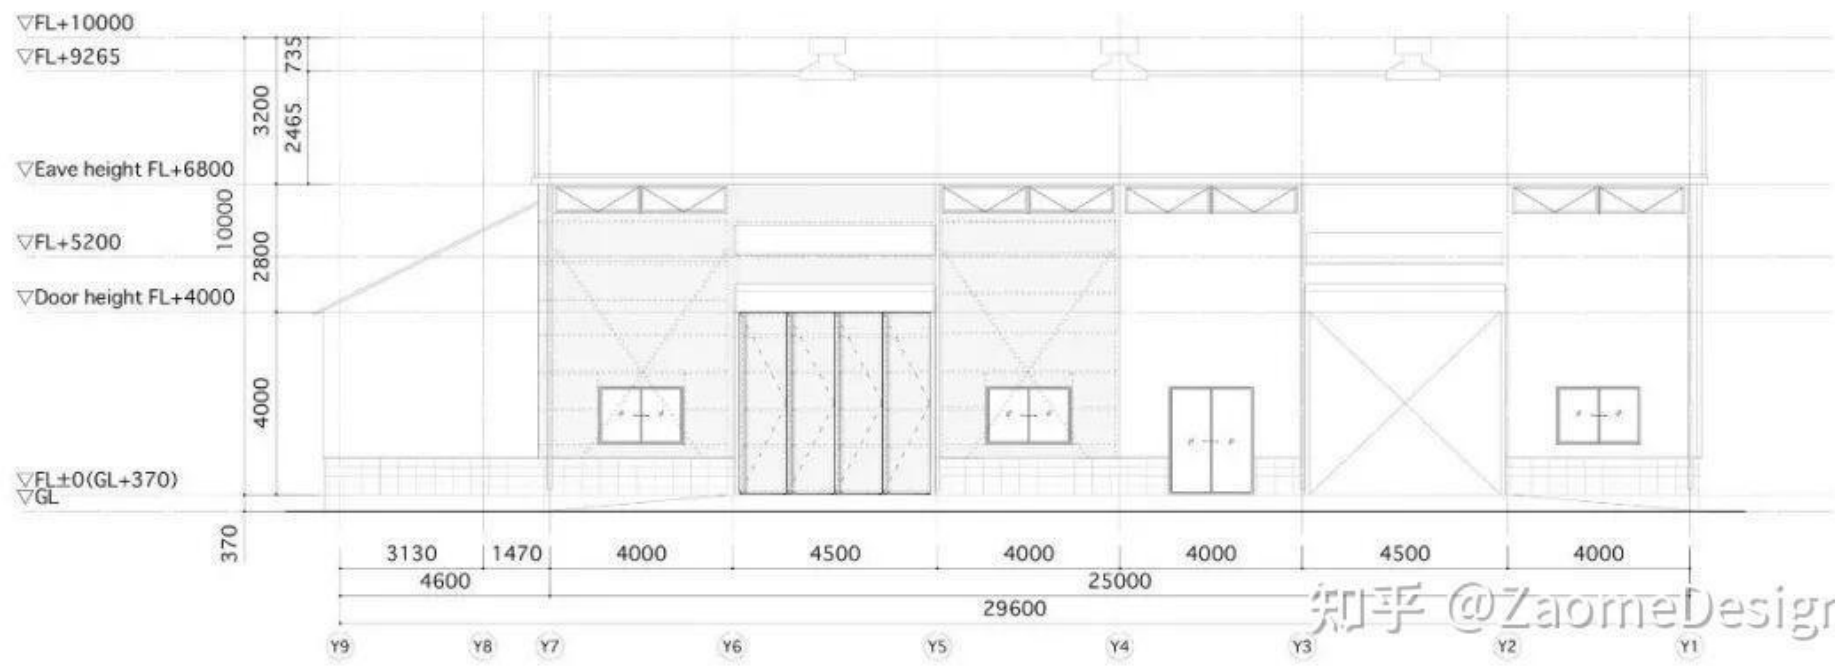 ▽FL+10000
▽FL+9265
735
3200
2465
▽Eave height FL+6800
10000
▽FL+5200
2800
▽Door height FL+4000
4000
▽FL±0(GL+370)
▽GL
370
3130 1470 4000 4500 4000 4000 4500 4000
4600 25000
29600
知乎 @ZaomeDesign
Y9 Y8 Y7 Y6 Y5 Y4 Y3 Y2 Y1